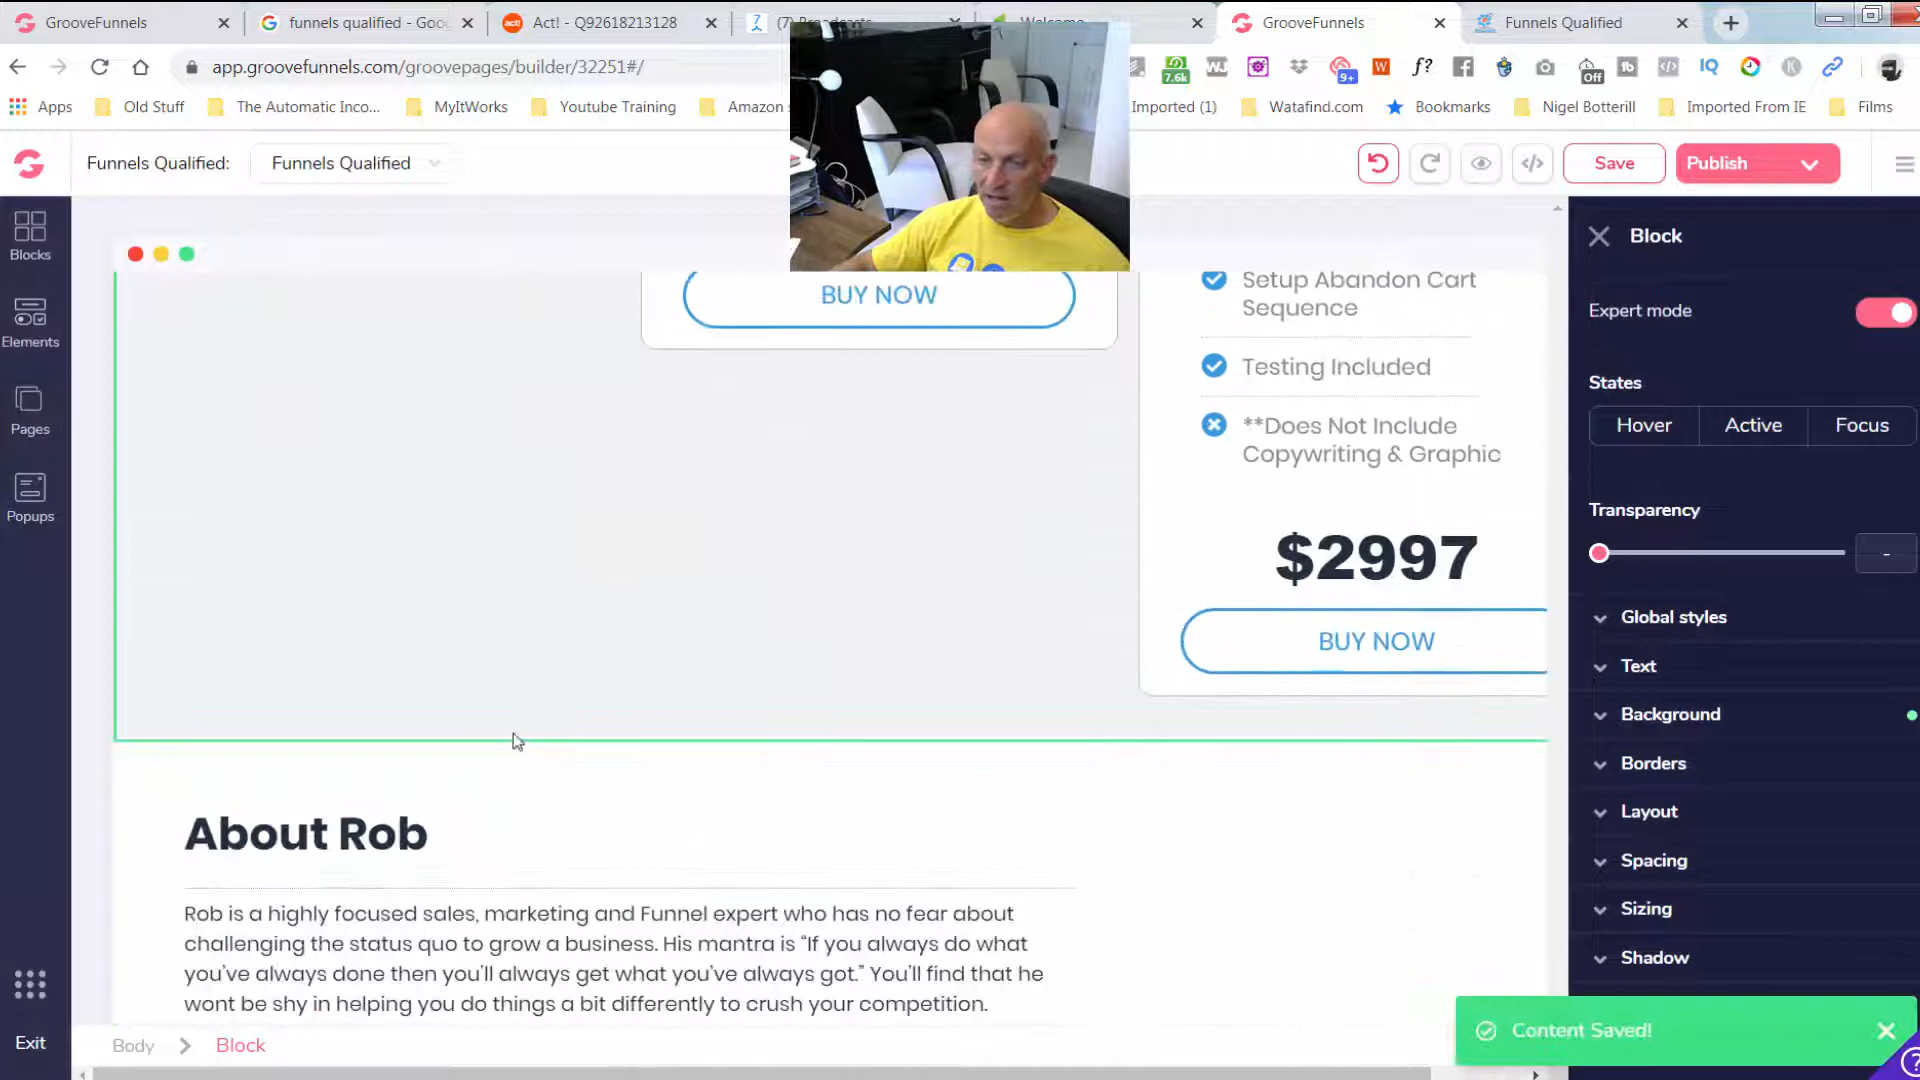 GrooveFunnels
funnels qualified - Goo
Act! - Q92618213128
(7) Broadcasts
Welcome
GrooveFunnels
Funnels Qualified
app.groovefunnels.com/groovepages/builder/32251#/
7.6k
9+
Off
Apps
Old Stuff
The Automatic Inco...
MyItWorks
Youtube Training
Amazon
Imported (1)
Watafind.com
Bookmarks
Nigel Botterill
Imported From IE
Films
Funnels Qualified:
Funnels Qualified
Save
Publish
Blocks
Elements
Pages
Popups
Exit
BUY NOW
Setup Abandon Cart
Sequence
Testing Included
**Does Not Include
Copywriting & Graphic
$2997
BUY NOW
About Rob
Rob is a highly focused sales, marketing and Funnel expert who has no fear about
challenging the status quo to grow a business. His mantra is “If you always do what
you’ve always done then you’ll always get what you’ve always got.” You’ll find that he
wont be shy in helping you do things a bit differently to crush your competition.
Body
Block
Block
Expert mode
States
Hover
Active
Focus
Transparency
-
Global styles
Text
Background
Borders
Layout
Spacing
Sizing
Shadow
Content Saved!